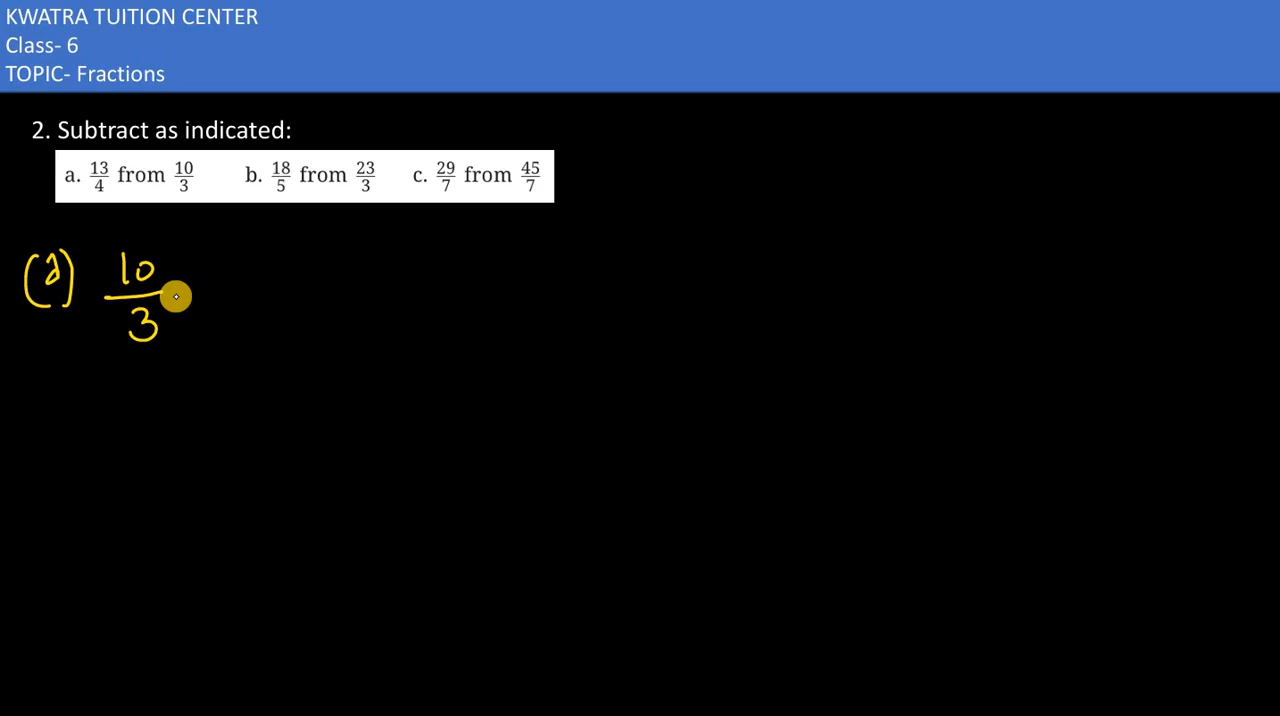 KWATRA TUITION CENTER
Class- 6
TOPIC- Fractions
2. Subtract as indicated:
a. 13/4 from 10/3 b. 18/5 from 23/3 c. 29/7 from 45/7
(a) 10/3